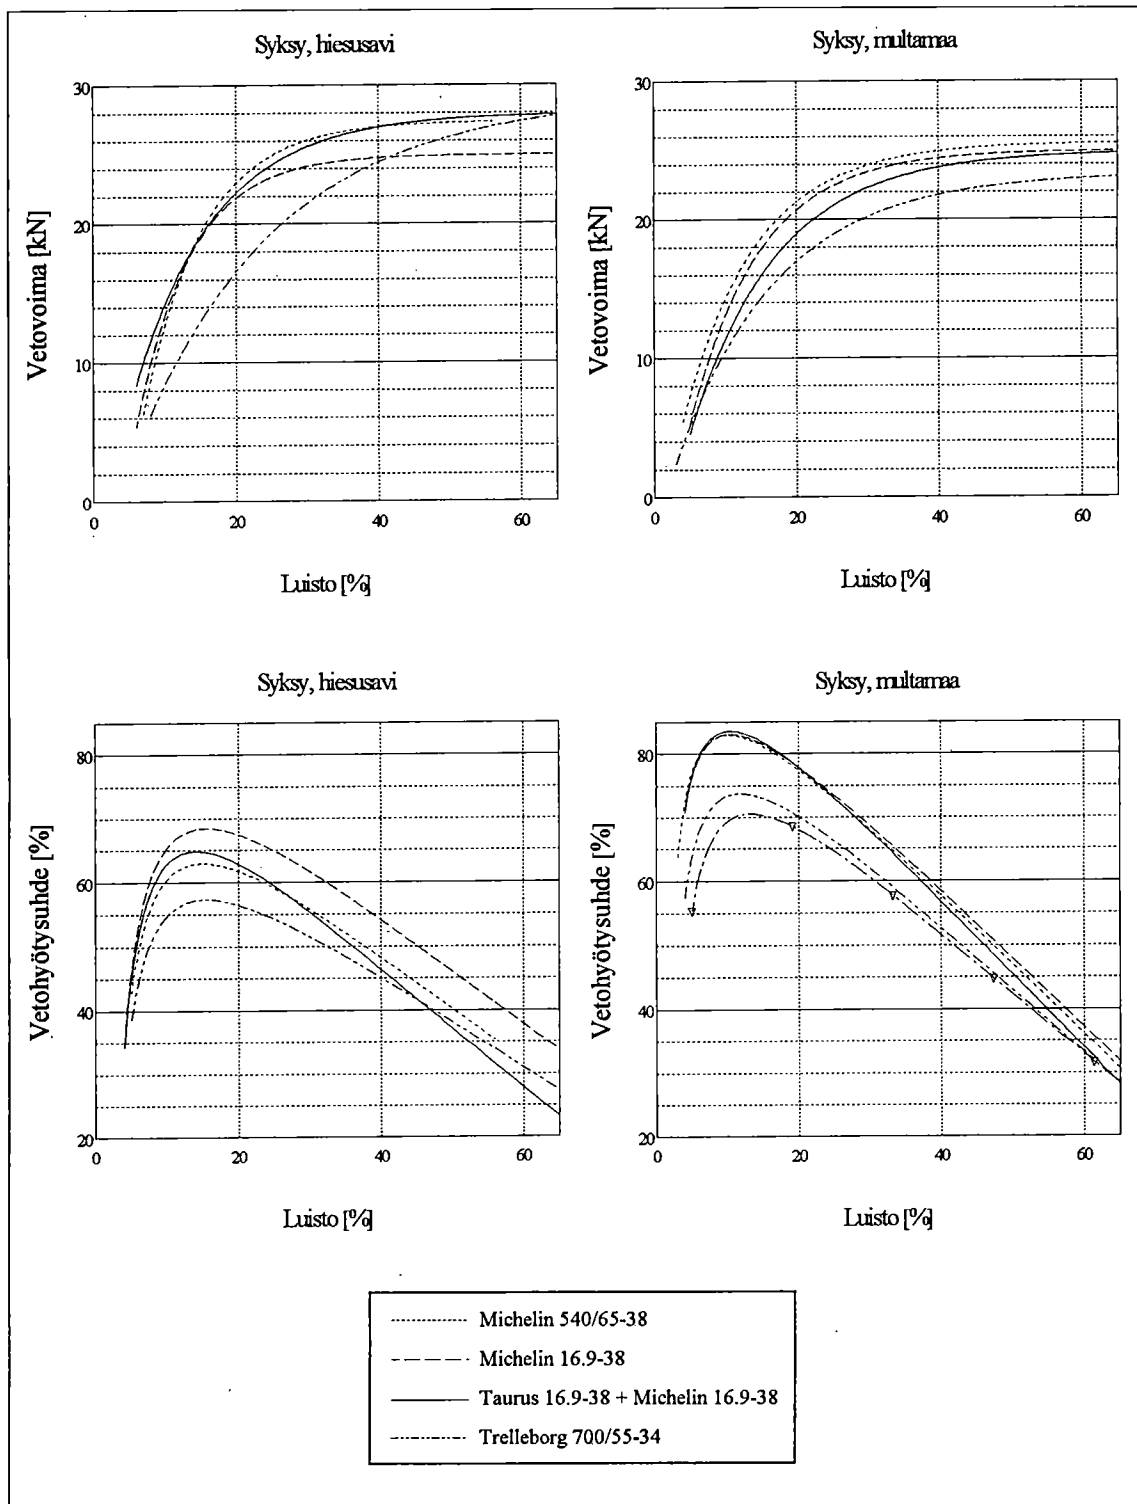 Syksy, hiesusavi
Vetovoima [kN]
30
20
10
0
0 20 40 60
Luisto [%]
Syksy, multamaa
Vetovoima [kN]
30
20
10
0
0 20 40 60
Luisto [%]
Syksy, hiesusavi
Vetohyötysuhde [%]
80
60
40
20
0 20 40 60
Luisto [%]
Syksy, multamaa
Vetohyötysuhde [%]
80
60
40
20
0 20 40 60
Luisto [%]
Michelin 540/65-38
Michelin 16.9-38
Taurus 16.9-38 + Michelin 16.9-38
Trelleborg 700/55-34